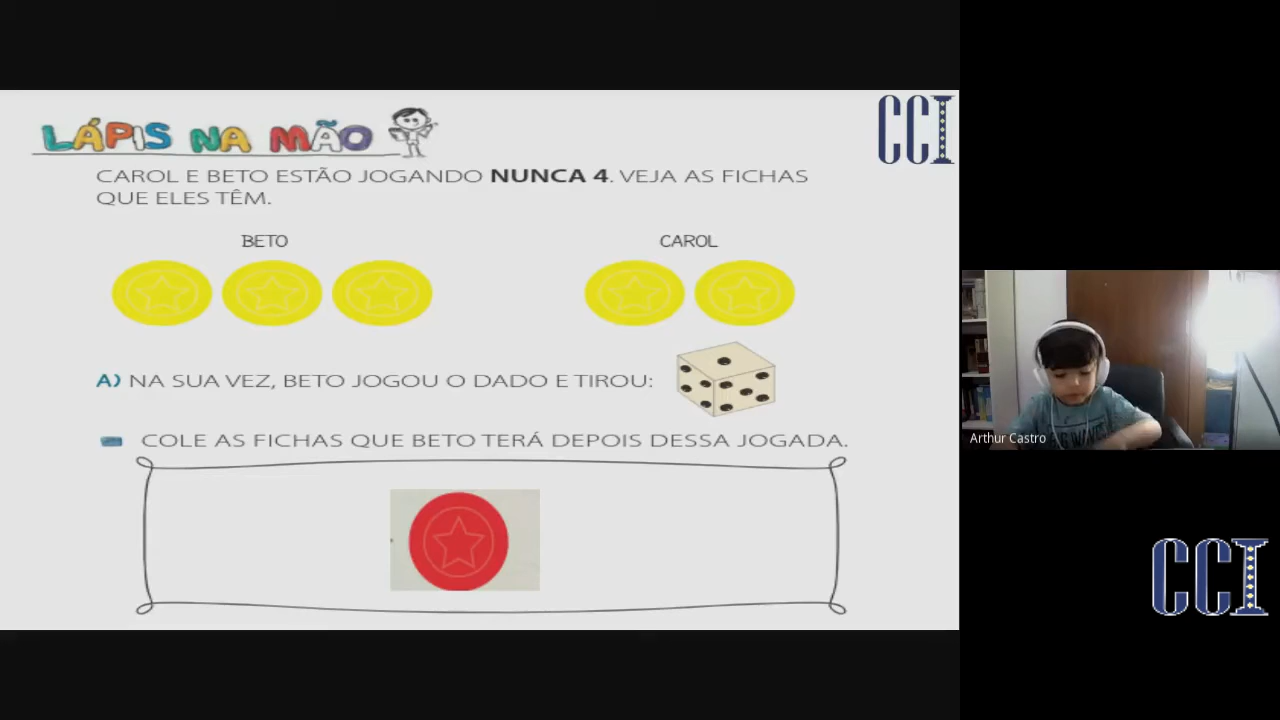 LÁPIS NA MÃO
CCI
CAROL E BETO ESTÃO JOGANDO NUNCA 4. VEJA AS FICHAS
QUE ELES TÊM.
BETO
CAROL
A) NA SUA VEZ, BETO JOGOU O DADO E TIROU:
COLE AS FICHAS QUE BETO TERÁ DEPOIS DESSA JOGADA.
Arthur Castro
CCI